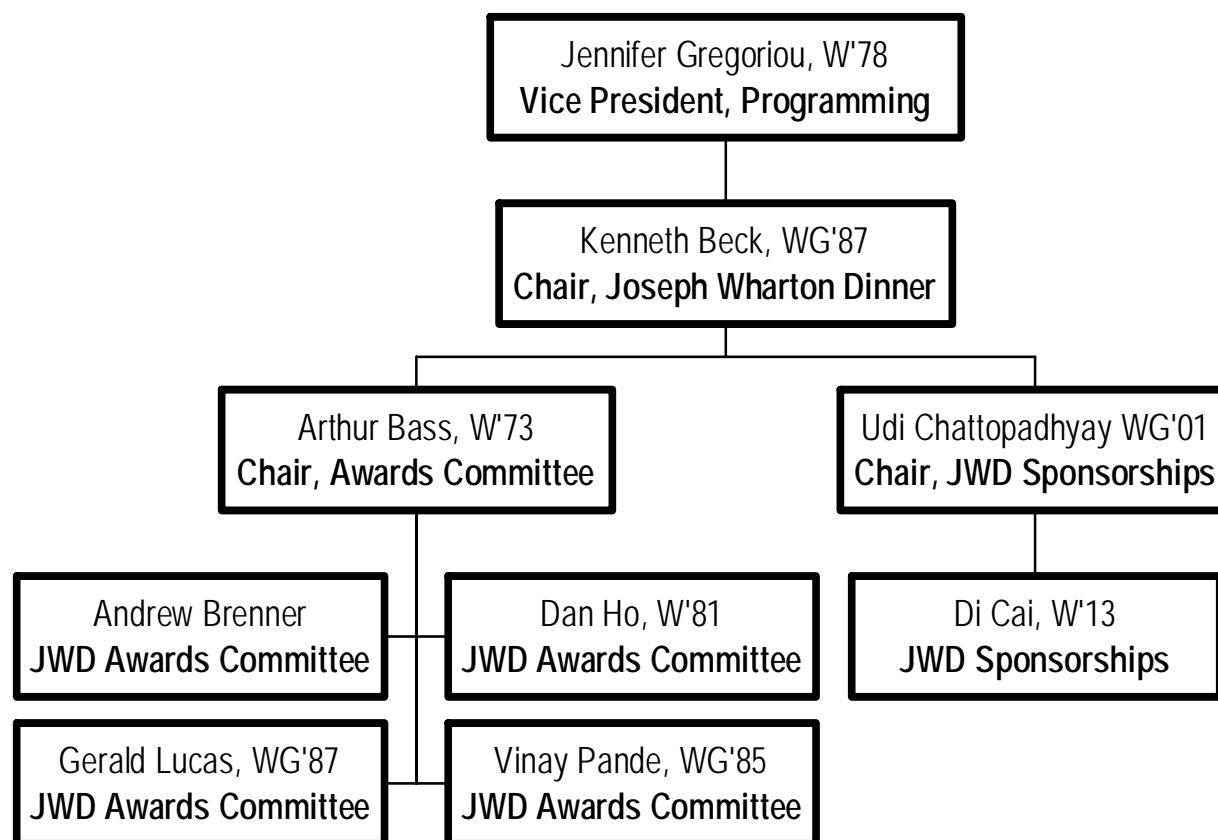 Jennifer Gregoriou, W'78
Vice President, Programming
Kenneth Beck, WG'87
Chair, Joseph Wharton Dinner
Arthur Bass, W'73
Chair, Awards Committee
Udi Chattopadhyay WG'01
Chair, JWD Sponsorships
Andrew Brenner
JWD Awards Committee
Dan Ho, W'81
JWD Awards Committee
Di Cai, W'13
JWD Sponsorships
Gerald Lucas, WG'87
JWD Awards Committee
Vinay Pande, WG'85
JWD Awards Committee